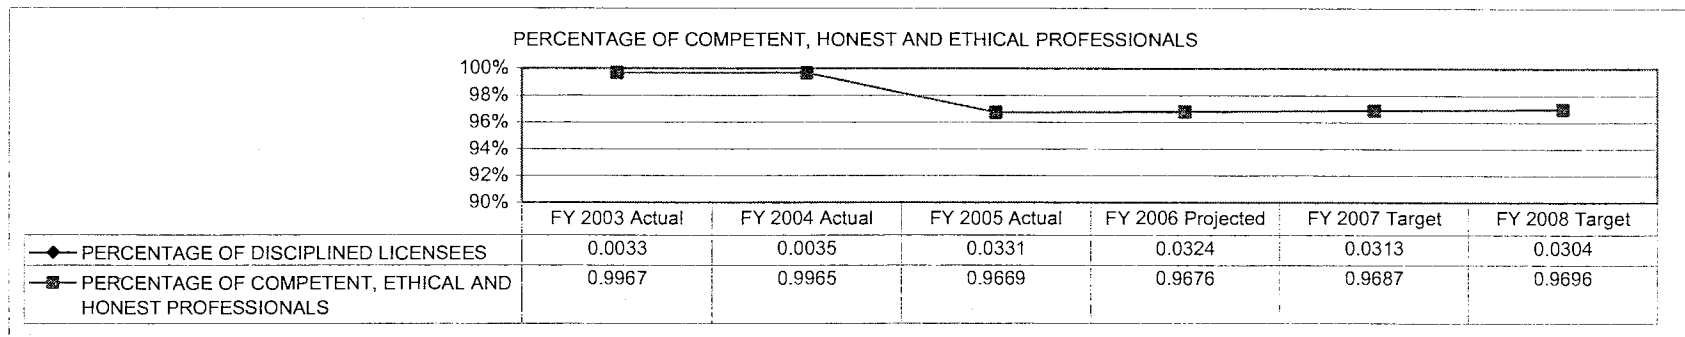 PERCENTAGE OF COMPETENT, HONEST AND ETHICAL PROFESSIONALS
100%
98%
96%
94%
92%
90%
FY 2003 Actual FY 2004 Actual FY 2005 Actual FY 2006 Projected FY 2007 Target FY 2008 Target
PERCENTAGE OF DISCIPLINED LICENSEES 0.0033 0.0035 0.0331 0.0324 0.0313 0.0304
PERCENTAGE OF COMPETENT, ETHICAL AND 0.9967 0.9965 0.9669 0.9676 0.9687 0.9696
HONEST PROFESSIONALS